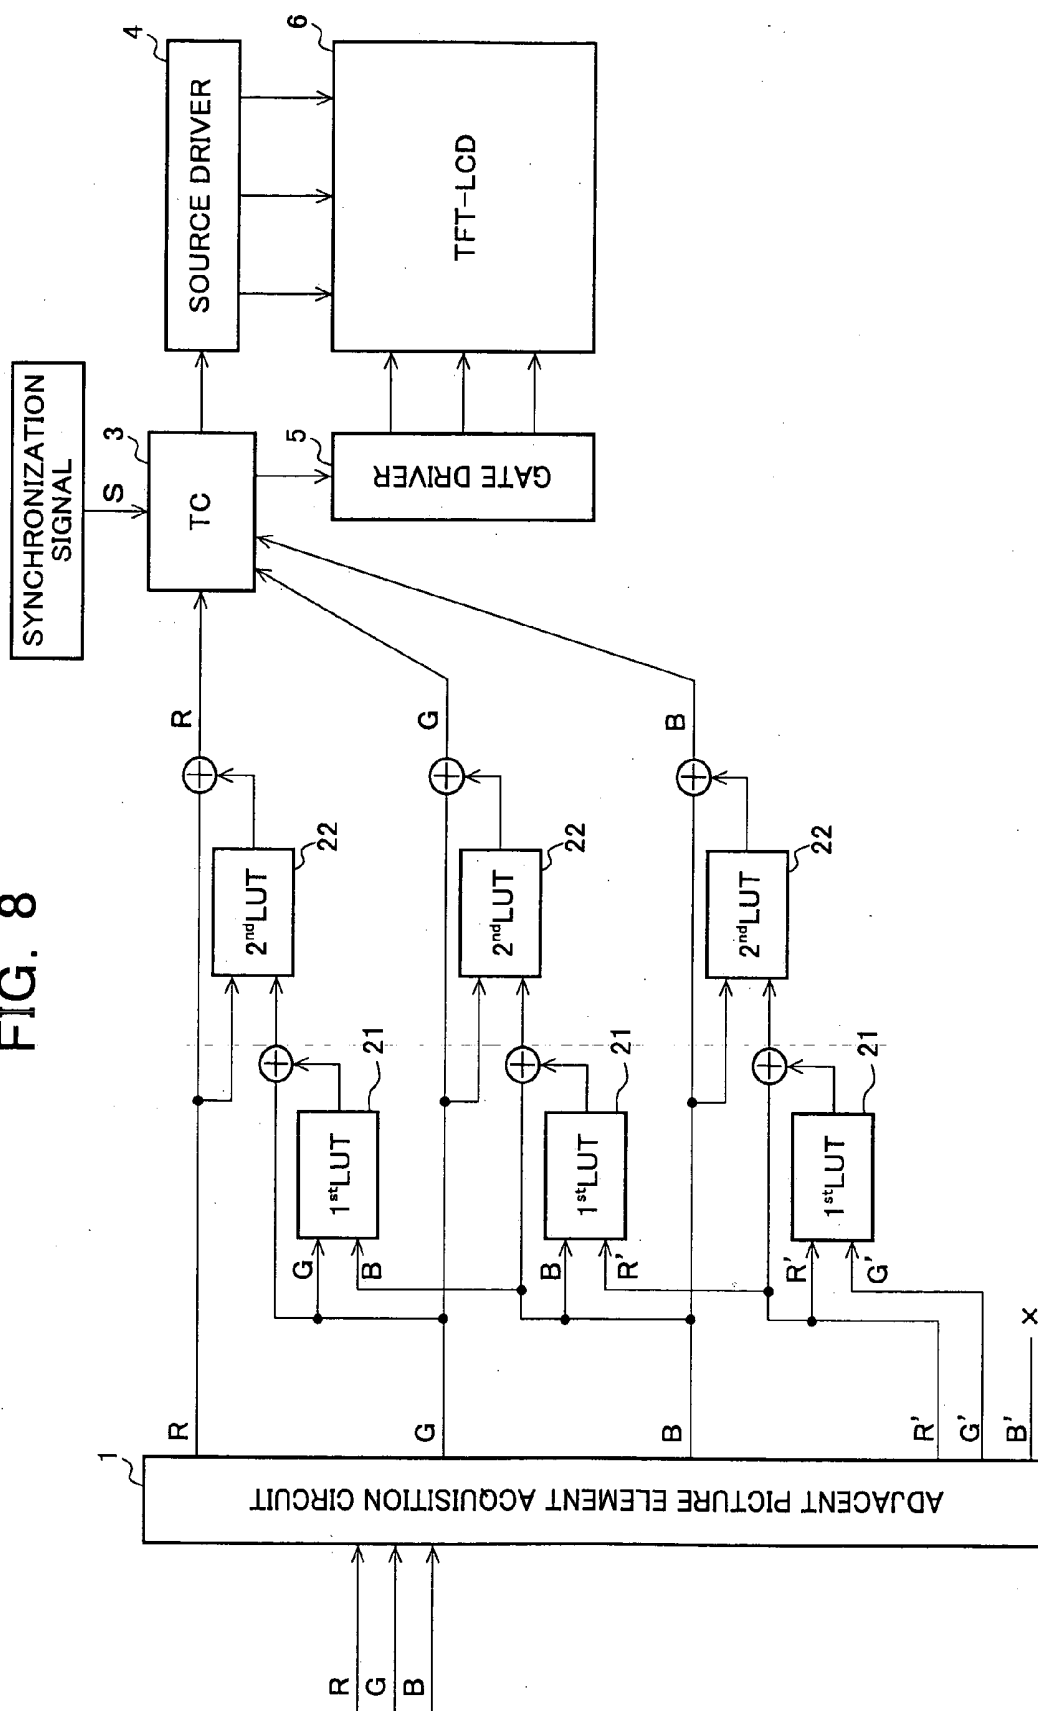 FIG. 8
SYNCHRONIZATION
SIGNAL
S
3
TC
4
SOURCE DRIVER
5
GATE DRIVER
6
TFT-LCD
R
G
B
1
ADJACENT PICTURE ELEMENT ACQUISITION CIRCUIT
R
G
B
R'
G'
B'
×
G
B
1stLUT
21
2ndLUT
22
R
B
R'
1stLUT
21
2ndLUT
22
G
R'
G'
1stLUT
21
2ndLUT
22
B